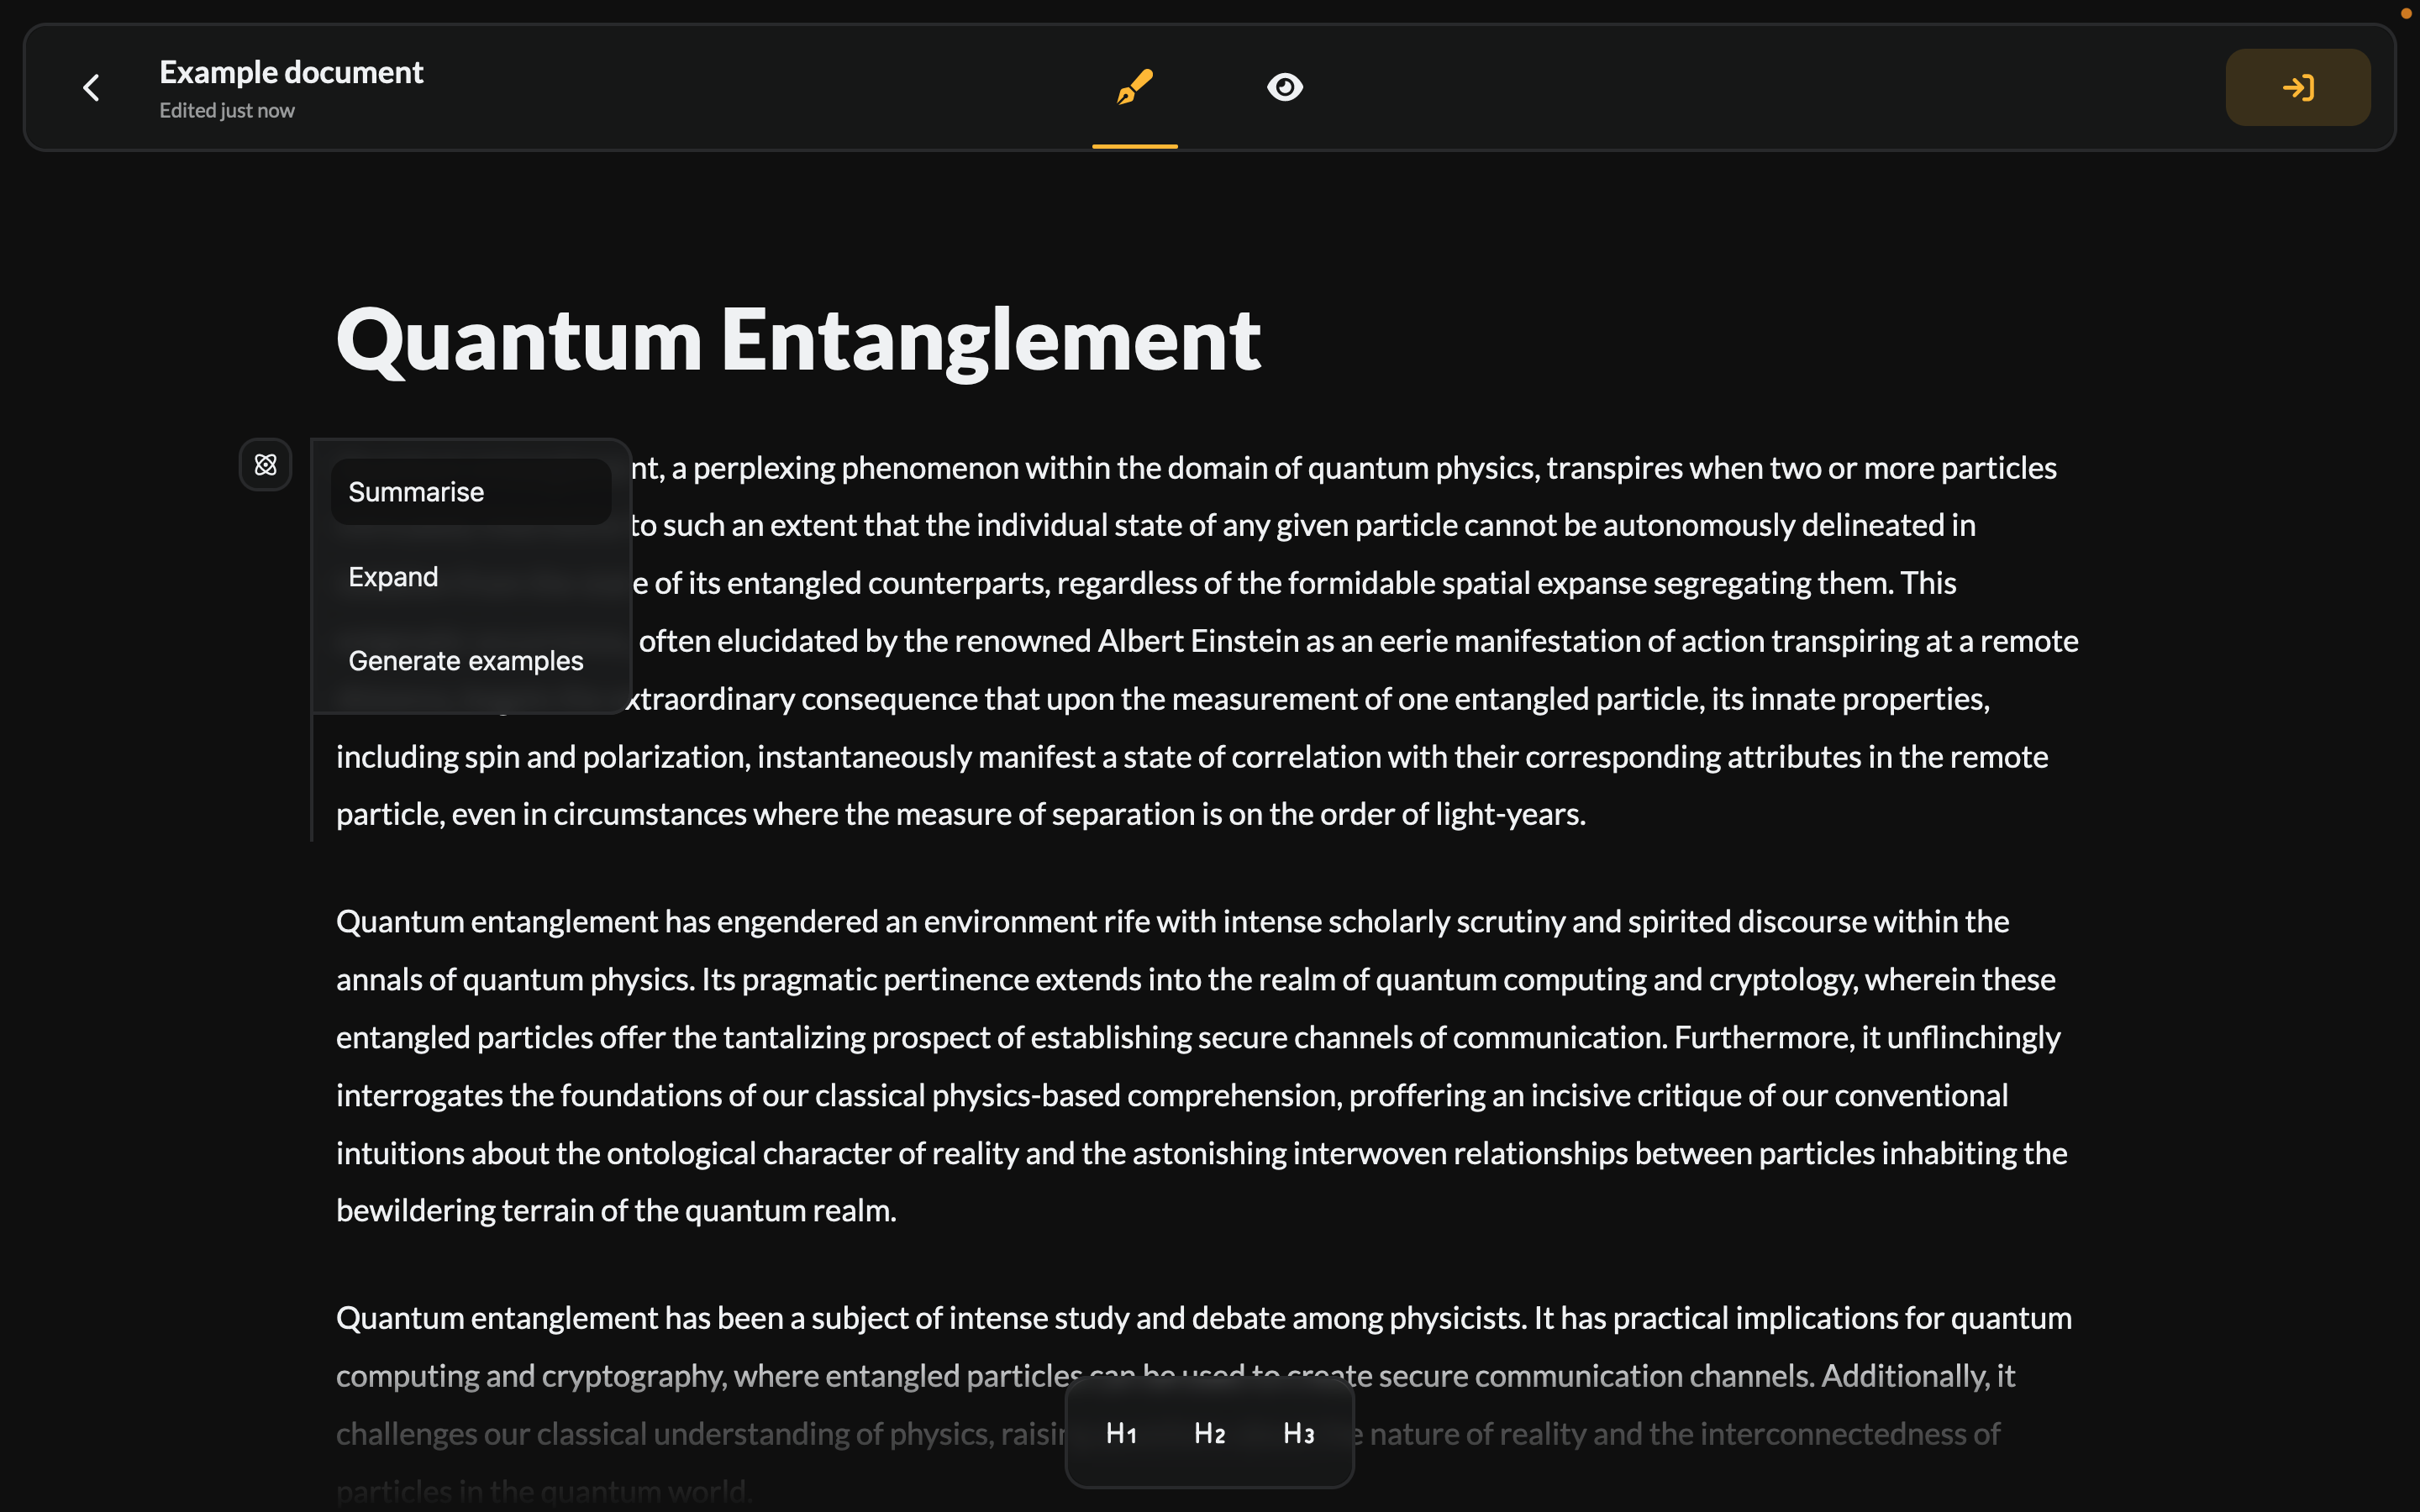 Example document
Edited just now
Quantum Entanglement
Summarise
Expand
Generate examples
nt, a perplexing phenomenon within the domain of quantum physics, transpires when two or more particles
to such an extent that the individual state of any given particle cannot be autonomously delineated in
e of its entangled counterparts, regardless of the formidable spatial expanse segregating them. This
often elucidated by the renowned Albert Einstein as an eerie manifestation of action transpiring at a remote
xtraordinary consequence that upon the measurement of one entangled particle, its innate properties,
including spin and polarization, instantaneously manifest a state of correlation with their corresponding attributes in the remote
particle, even in circumstances where the measure of separation is on the order of light-years.
Quantum entanglement has engendered an environment rife with intense scholarly scrutiny and spirited discourse within the
annals of quantum physics. Its pragmatic pertinence extends into the realm of quantum computing and cryptology, wherein these
entangled particles offer the tantalizing prospect of establishing secure channels of communication. Furthermore, it unflinchingly
interrogates the foundations of our classical physics-based comprehension, proffering an incisive critique of our conventional
intuitions about the ontological character of reality and the astonishing interwoven relationships between particles inhabiting the
bewildering terrain of the quantum realm.
Quantum entanglement has been a subject of intense study and debate among physicists. It has practical implications for quantum
computing and cryptography, where entangled particles can be used to create secure communication channels. Additionally, it
challenges our classical understanding of physics, raisin e nature of reality and the interconnectedness of
particles in the quantum world.
H1 H2 H3